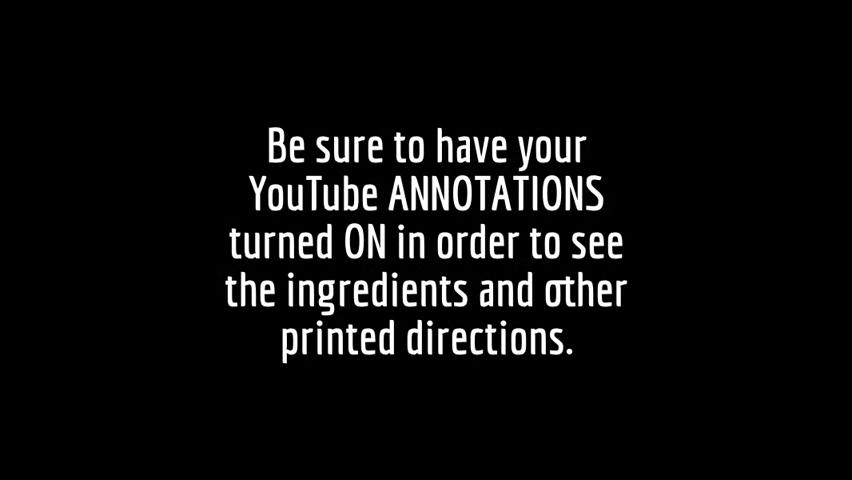 Be sure to have your
YouTube ANNOTATIONS
turned ON in order to see
the ingredients and other
printed directions.